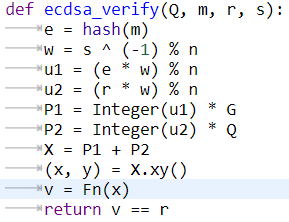 def ecdsa_verify(Q, m, r, s):
    e = hash(m)
    w = s ^ (-1) % n
    u1 = (e * w) % n
    u2 = (r * w) % n
    P1 = Integer(u1) * G
    P2 = Integer(u2) * Q
    X = P1 + P2
    (x, y) = X.xy()
    v = Fn(x)
    return v == r